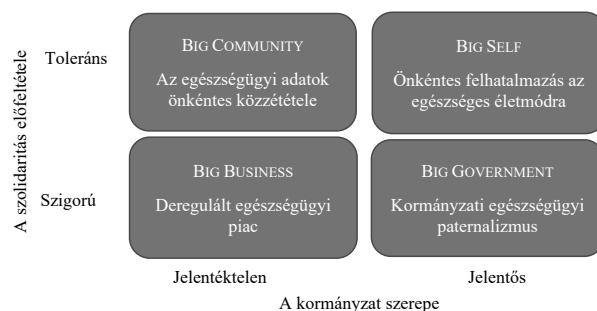 A szolidaritás előfeltétele
Toleráns
BIG COMMUNITY
Az egészségügyi adatok
önkéntes közzététele
BIG SELF
Önkéntes felhatalmazás az
egészséges életmódra
Szigorú
BIG BUSINESS
Deregulált egészségügyi
piac
BIG GOVERNMENT
Kormányzati egészségügyi
paternalizmus
Jelentéktelen
Jelentős
A kormányzat szerepe